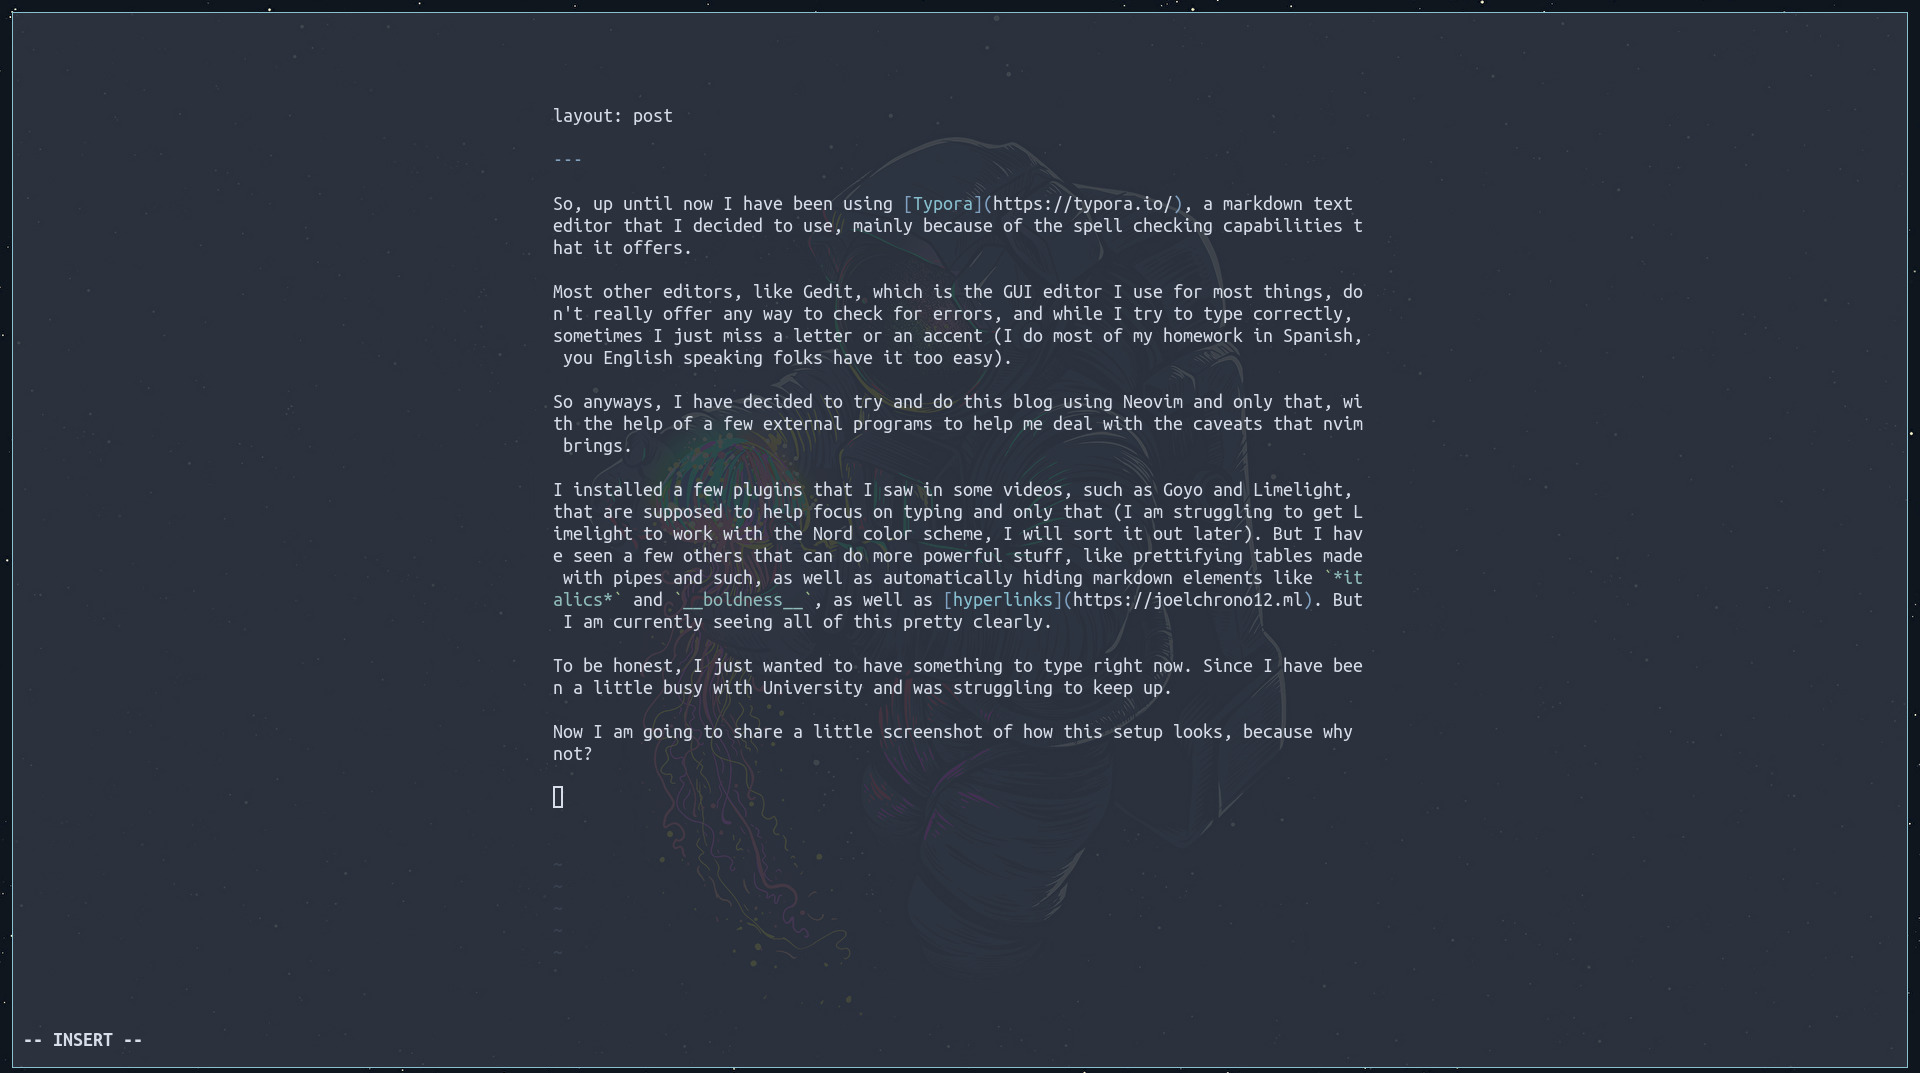 layout: post
---
So, up until now I have been using [Typora](https://typora.io/), a markdown text
editor that I decided to use, mainly because of the spell checking capabilities t
hat it offers.
Most other editors, like Gedit, which is the GUI editor I use for most things, do
n't really offer any way to check for errors, and while I try to type correctly,
sometimes I just miss a letter or an accent (I do most of my homework in Spanish,
 you English speaking folks have it too easy).
So anyways, I have decided to try and do this blog using Neovim and only that, wi
th the help of a few external programs to help me deal with the caveats that nvim
 brings.
I installed a few plugins that I saw in some videos, such as Goyo and Limelight,
that are supposed to help focus on typing and only that (I am struggling to get L
imelight to work with the Nord color scheme, I will sort it out later). But I hav
e seen a few others that can do more powerful stuff, like prettifying tables made
 with pipes and such, as well as automatically hiding markdown elements like `*it
alics*` and `__boldness__`, as well as [hyperlinks](https://joelchrono12.ml). But
 I am currently seeing all of this pretty clearly.
To be honest, I just wanted to have something to type right now. Since I have bee
n a little busy with University and was struggling to keep up.
Now I am going to share a little screenshot of how this setup looks, because why
not?
~
~
~
~
~
-- INSERT --